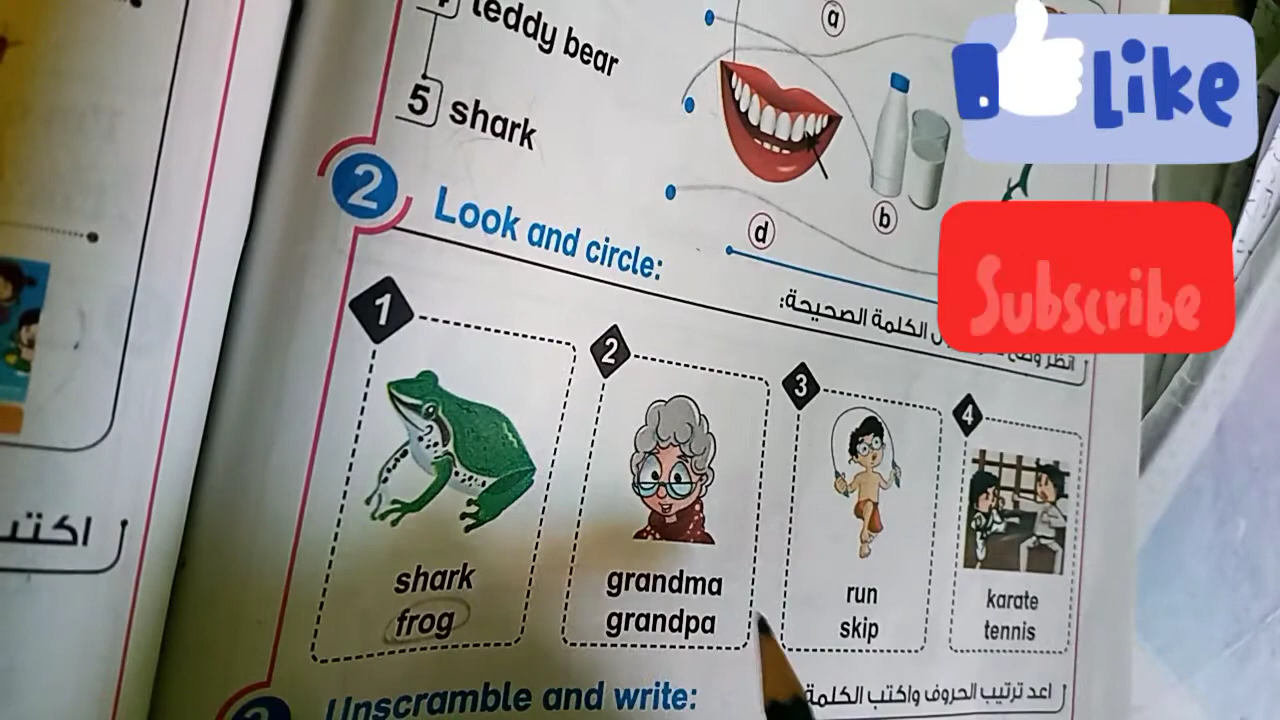 teddy bear
5 shark
a
b
d
Like
Subscribe
2 Look and circle:
الكلمة الصحيحة:
1
2
3
4
shark
frog
grandma
grandpa
run
skip
karate
tennis
اكتب
Unscramble and write:
اعد ترتيب الحروف واكتب الكلمة